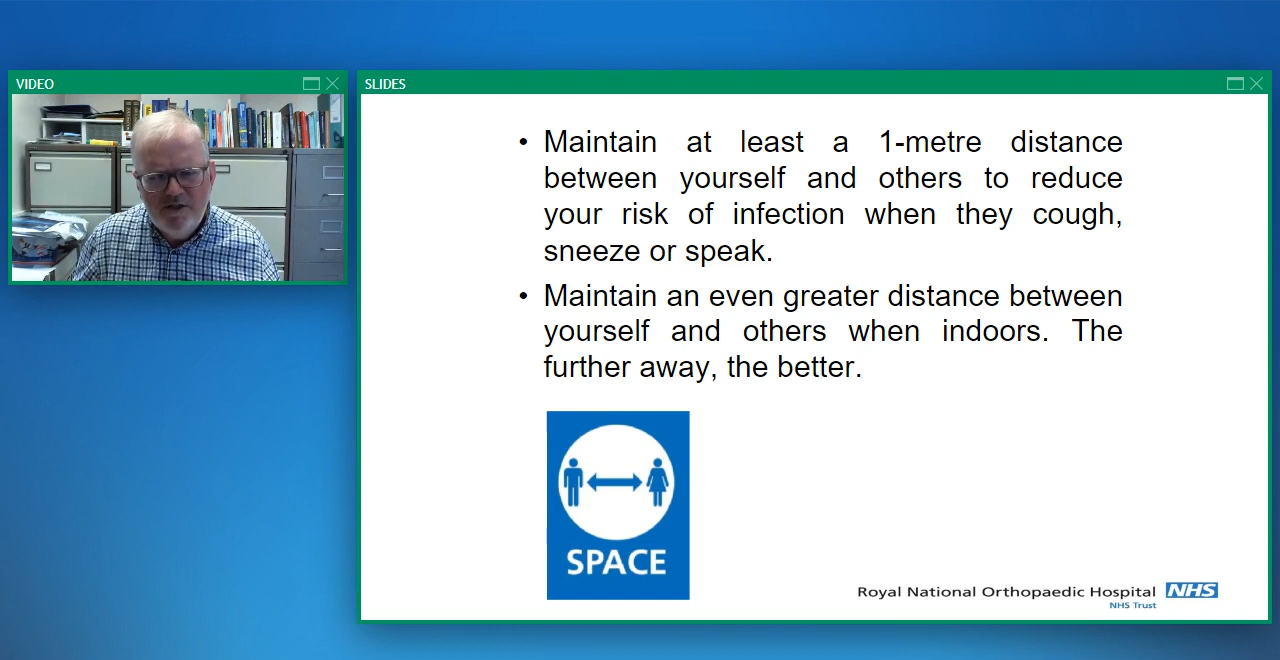 VIDEO
SLIDES
• Maintain at least a 1-metre distance
between yourself and others to reduce
your risk of infection when they cough,
sneeze or speak.
• Maintain an even greater distance between
yourself and others when indoors. The
further away, the better.
SPACE
Royal National Orthopaedic Hospital NHS
NHS Trust